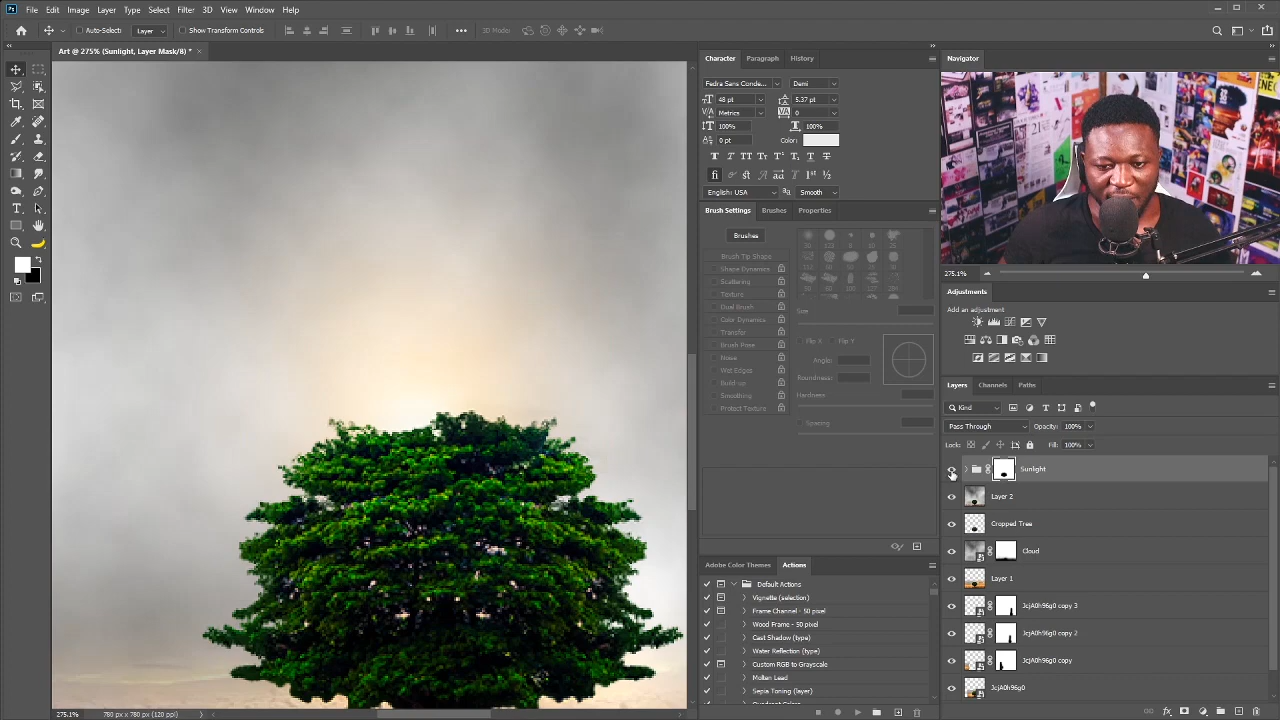 Ps File Edit Image Layer Type Select Filter 3D View Window Help
Auto-Select: Layer Show Transform Controls 3D Mode:
Art @ 275% (Sunlight, Layer Mask/8) * ×
Character Paragraph History
Fedra Sans Conde... Demi
48 pt 5.37 pt
Metrics 0
100% 100%
0 pt Color:
English: USA Smooth
Brush Settings Brushes Properties
Brushes
Brush Tip Shape
Shape Dynamics
Scattering
Texture
Dual Brush
Color Dynamics
Transfer
Brush Pose
Noise
Wet Edges
Build-up
Smoothing
Protect Texture
Size
Flip X Flip Y
Angle:
Roundness:
Hardness
Spacing
Adobe Color Themes Actions
Default Actions
Vignette (selection)
Frame Channel - 50 pixel
Wood Frame - 50 pixel
Cast Shadow (type)
Water Reflection (type)
Custom RGB to Grayscale
Molten Lead
Sepia Toning (layer)
Quadrant Colors
Navigator
275.1%
Adjustments
Add an adjustment
Layers Channels Paths
Kind
Pass Through Opacity: 100%
Lock: Fill: 100%
Sunlight
Layer 2
Cropped Tree
Cloud
Layer 1
JcjA0h96g0 copy 3
JcjA0h96g0 copy 2
JcjA0h96g0 copy
JcjA0h96g0
275.1% 780 px x 780 px (120 ppi)